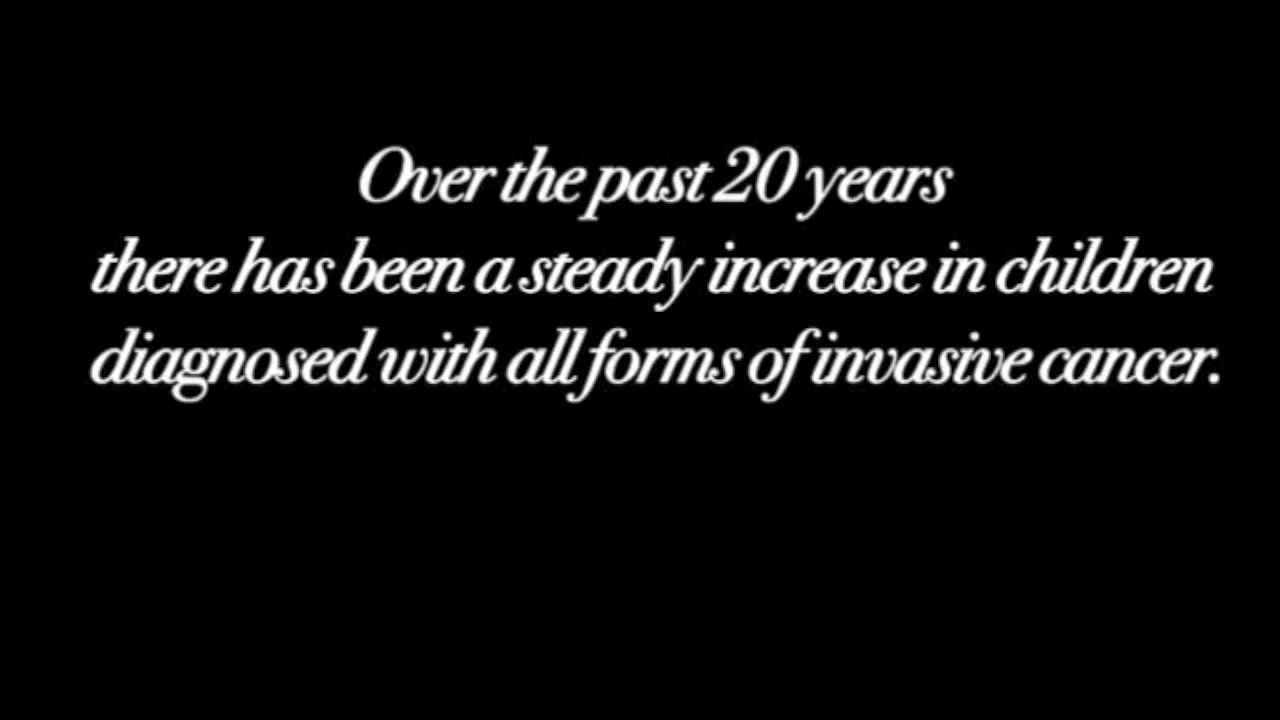 Over the past 20 years
there has been a steady increase in children
diagnosed with all forms of invasive cancer.